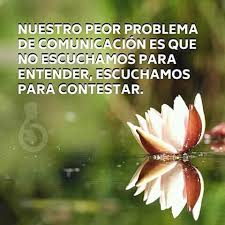 NUESTRO PEOR PROBLEMA
DE COMUNICACIÓN ES QUE
NO ESCUCHAMOS PARA
ENTENDER, ESCUCHAMOS
PARA CONTESTAR.